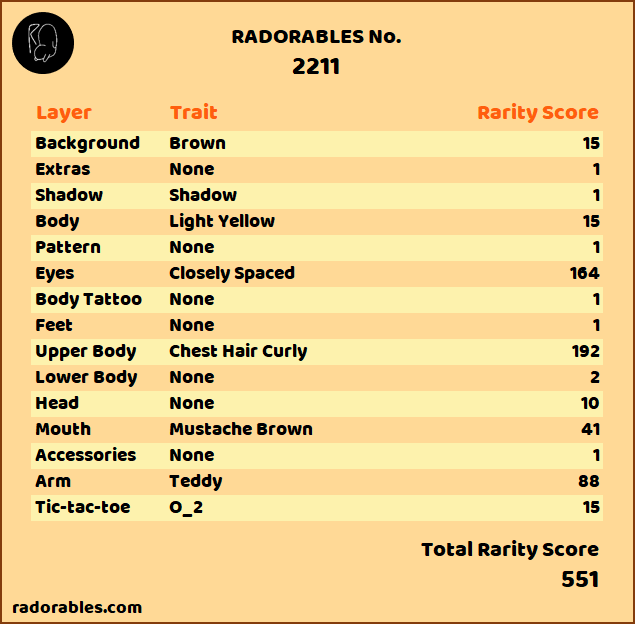 RADORABLES No.
2211
Layer Trait Rarity Score
Background Brown 15
Extras None 1
Shadow Shadow 1
Body Light Yellow 15
Pattern None 1
Eyes Closely Spaced 164
Body Tattoo None 1
Feet None 1
Upper Body Chest Hair Curly 192
Lower Body None 2
Head None 10
Mouth Mustache Brown 41
Accessories None 1
Arm Teddy 88
Tic-tac-toe O_2 15
Total Rarity Score
551
radorables.com